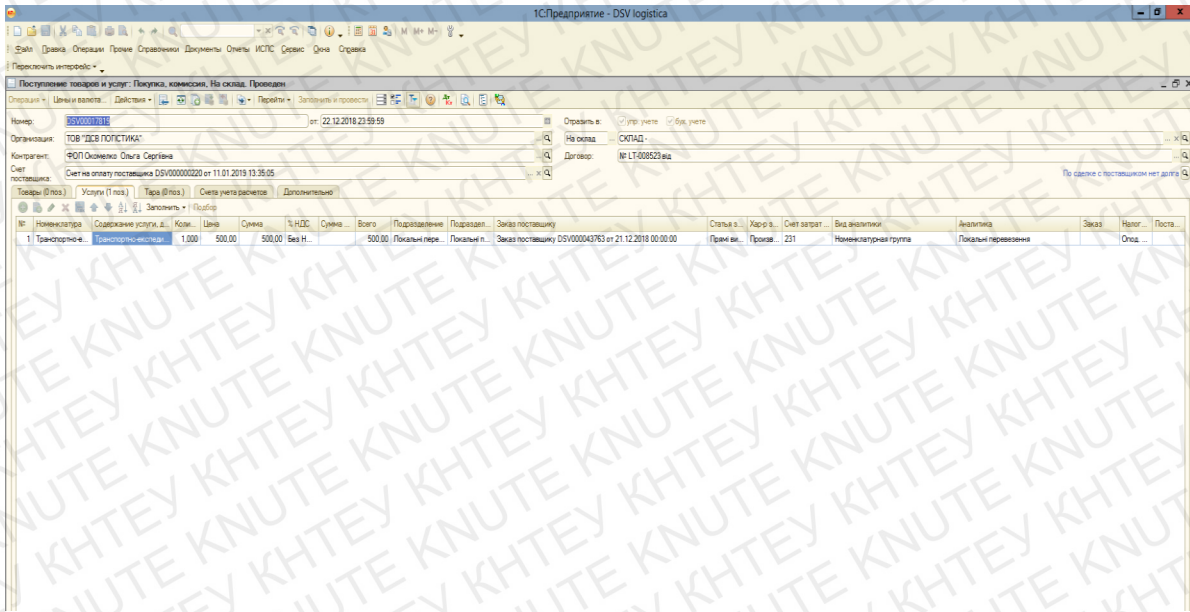 1С:Предприятие - DSV logistica
M M+ M-
Файл Правка Операции Прочие Справочники Документы Отчеты ИСПС Сервис Окна Справка
Переключить интерфейс
Поступление товаров и услуг: Покупка, комиссия, На склад. Проведен
Операция Цены и валюта... Действия Перейти Заполнить и провести
Номер: DSV00017819 от: 22.12.2018 23:59:59 Отразить в: упр. учете бух. учете
Организация: ТОВ "ДСВ ЛОГІСТИКА" На склад СКЛАД -
Контрагент: ФОП Окомелко Ольга Сергіївна Договор: № LT-008523 від
Счет поставщика: Счет на оплату поставщика DSV000000220 от 11.01.2019 13:35:05 По сделке с поставщиком нет долга
Товары (0 поз.) Услуги (1 поз.) Тара (0 поз.) Счета учета расчетов Дополнительно
Заполнить Подбор
№ Номенклатура Содержание услуги, д... Коли... Цена Сумма % НДС Сумма ... Всего Подразделение Подраздел... Заказ поставщику Статья з... Хар-р з... Счет затрат ... Вид аналитики Аналитика Заказ Налог... Поста...
1 Транспортно-е... Транспортно-експеди... 1,000 500,00 500,00 Без Н... 500,00 Локальні пере... Локальні п... Заказ поставщику DSV000043763 от 21.12.2018 00:00:00 Прямі ви... Произв... 231 Номенклатурная группа Локальні перевезення Опод. ...
KHTEY KNUTE